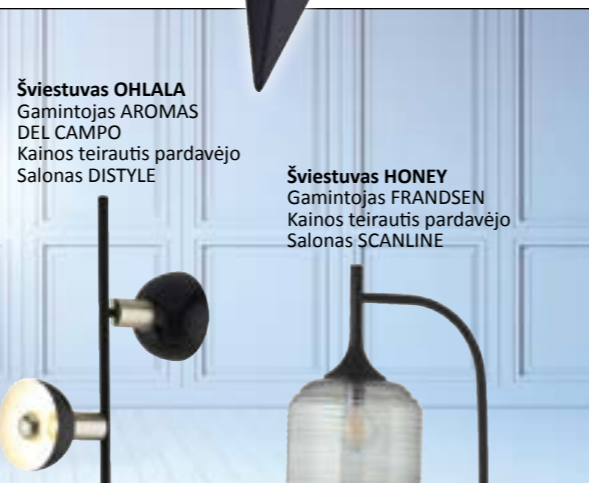 Šviestuvas OHLALA
Gamintojas AROMAS
DEL CAMPO
Kainos teirautis pardavėjo
Salonas DISTYLE
Šviestuvas HONEY
Gamintojas FRANDSEN
Kainos teirautis pardavėjo
Salonas SCANLINE